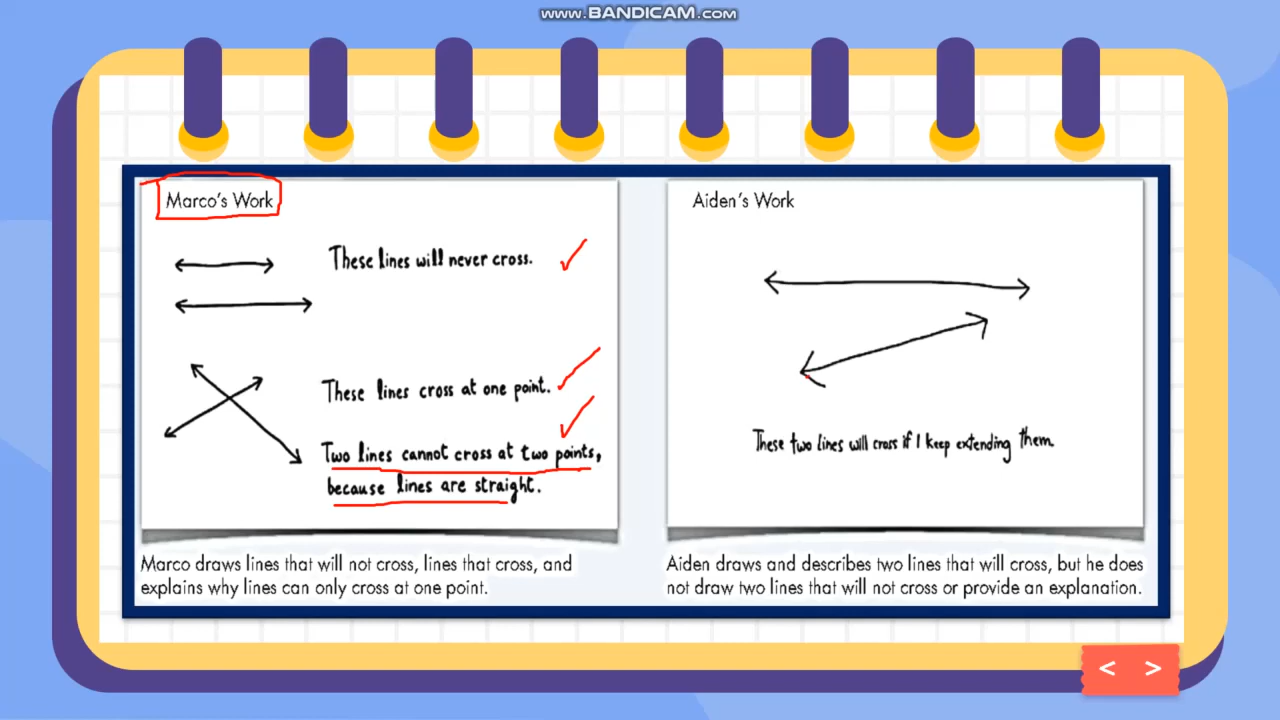 www.BANDICAM.com
Marco's Work
These lines will never cross.
These lines cross at one point.
Two lines cannot cross at two points,
because lines are straight.
Marco draws lines that will not cross, lines that cross, and
explains why lines can only cross at one point.
Aiden's Work
These two lines will cross if I keep extending them.
Aiden draws and describes two lines that will cross, but he does
not draw two lines that will not cross or provide an explanation.
< >